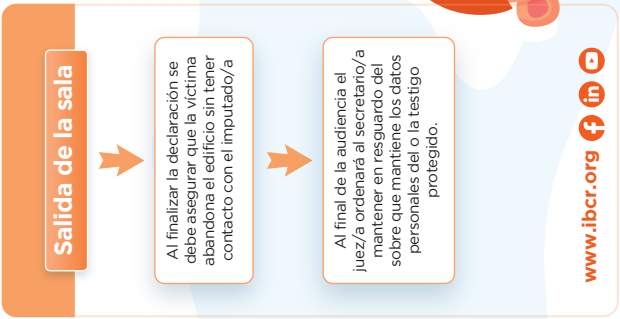 Salida de la sala
Al finalizar la declaración se
debe asegurar que la víctima
abandona el edificio sin tener
contacto con el imputado/a
Al final de la audiencia el
juez/a ordenará al secretario/a
mantener en resguardo del
sobre que mantiene los datos
personales del o la testigo
protegido.
www.ibcr.org